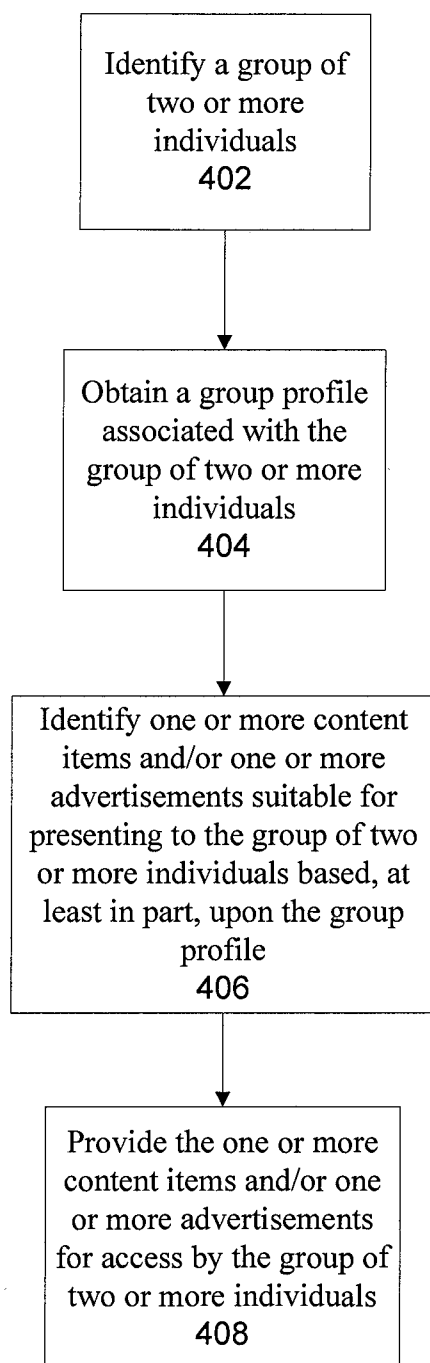 Identify a group of
two or more
individuals
402
Obtain a group profile
associated with the
group of two or more
individuals
404
Identify one or more content
items and/or one or more
advertisements suitable for
presenting to the group of two
or more individuals based, at
least in part, upon the group
profile
406
Provide the one or more
content items and/or one
or more advertisements
for access by the group of
two or more individuals
408